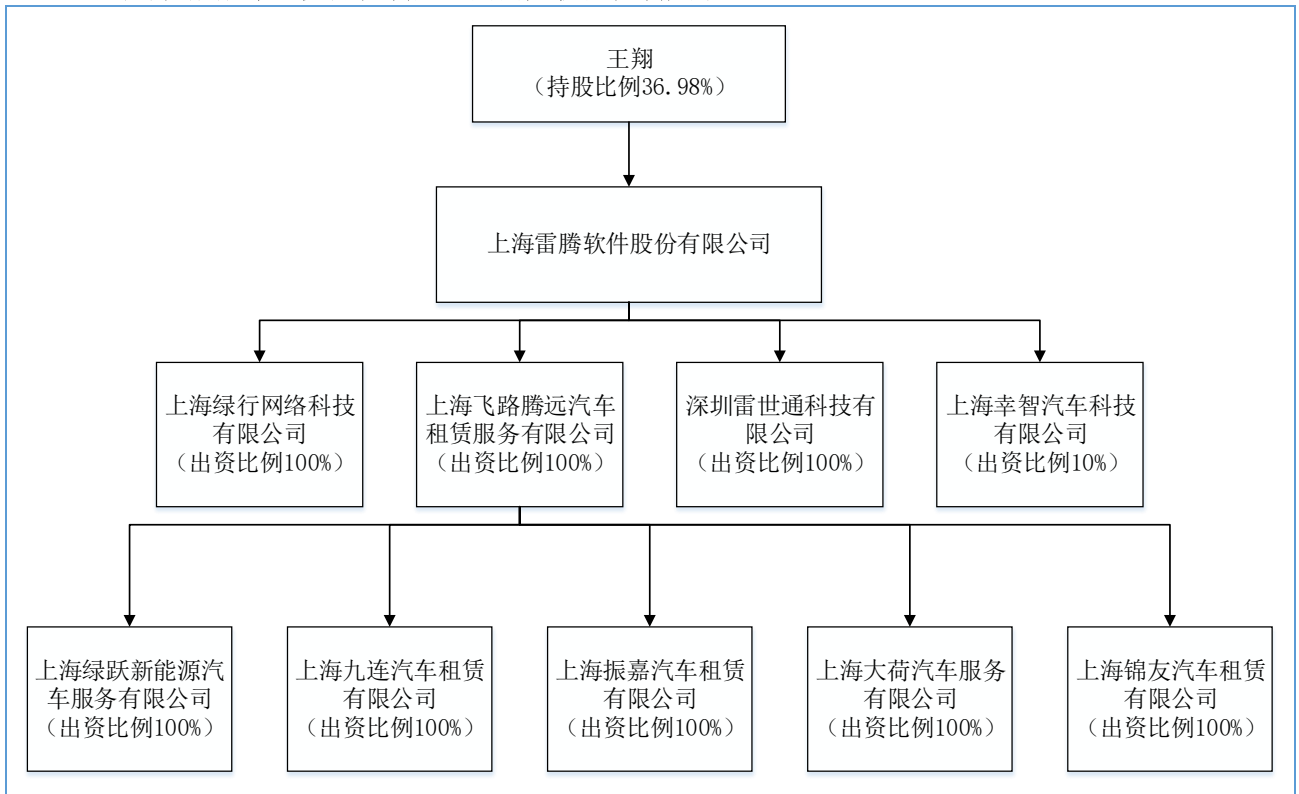 王翔
（持股比例36.98%）
上海雷腾软件股份有限公司
上海绿行网络科技
有限公司
（出资比例100%）
上海飞路腾远汽车
租赁服务有限公司
（出资比例100%）
深圳雷世通科技有
限公司
（出资比例100%）
上海幸智汽车科技
有限公司
（出资比例10%）
上海绿跃新能源汽
车服务有限公司
（出资比例100%）
上海九连汽车租赁
有限公司
（出资比例100%）
上海振嘉汽车租赁
有限公司
（出资比例100%）
上海大荷汽车服务
有限公司
（出资比例100%）
上海锦友汽车租赁
有限公司
（出资比例100%）